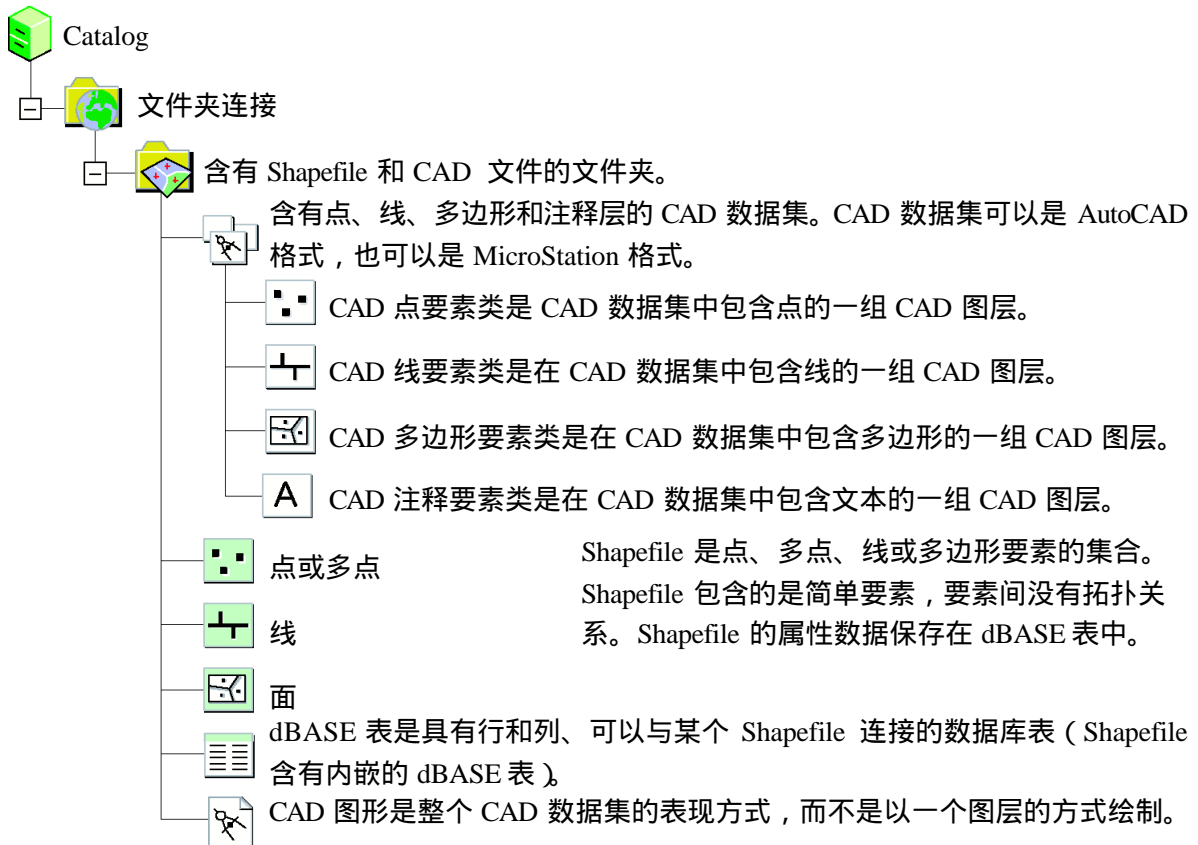 Catalog
文件夹连接
含有 Shapefile 和 CAD 文件的文件夹。
含有点、线、多边形和注释层的 CAD 数据集。CAD 数据集可以是 AutoCAD
格式，也可以是 MicroStation 格式。
CAD 点要素类是 CAD 数据集中包含点的一组 CAD 图层。
CAD 线要素类是在 CAD 数据集中包含线的一组 CAD 图层。
CAD 多边形要素类是在 CAD 数据集中包含多边形的一组 CAD 图层。
A
CAD 注释要素类是在 CAD 数据集中包含文本的一组 CAD 图层。
点或多点
Shapefile 是点、多点、线或多边形要素的集合。
Shapefile 包含的是简单要素，要素间没有拓扑关
系。Shapefile 的属性数据保存在 dBASE 表中。
线
面
dBASE 表是具有行和列、可以与某个 Shapefile 连接的数据库表（Shapefile
含有内嵌的 dBASE 表）。
CAD 图形是整个 CAD 数据集的表现方式，而不是以一个图层的方式绘制。